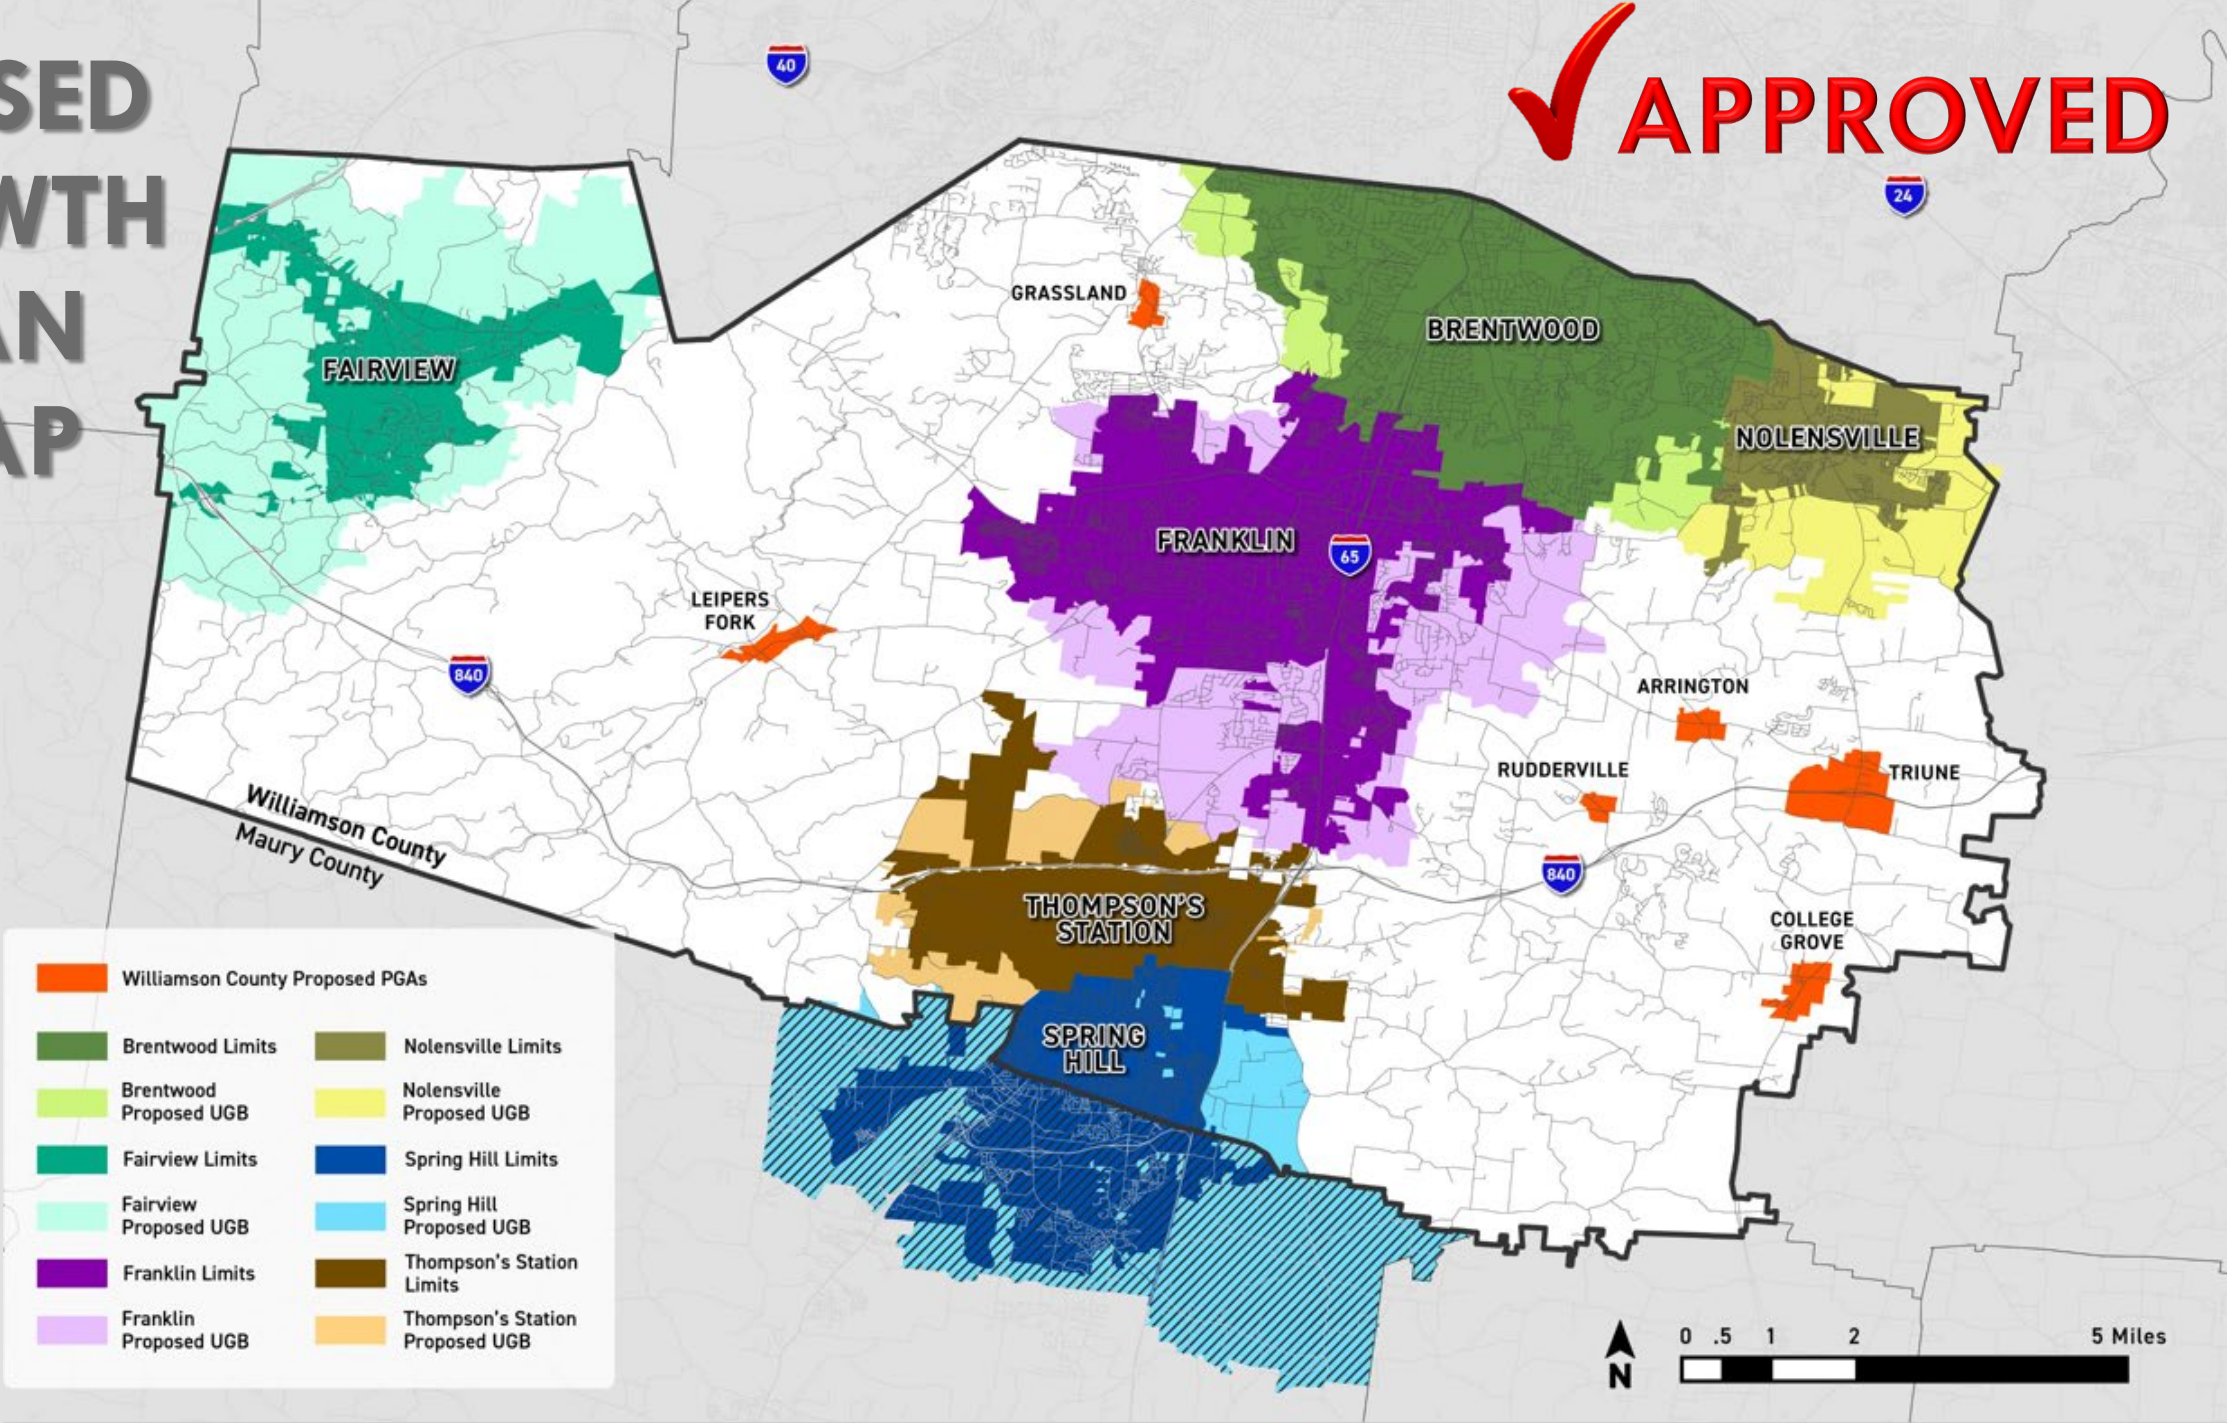 SED
WTH
AN
AP
APPROVED
40
24
GRASSLAND
BRENTWOOD
FAIRVIEW
NOLENSVILLE
FRANKLIN
65
LEIPERS
FORK
840
ARRINGTON
RUDDERVILLE
TRIUNE
Williamson County
Maury County
840
THOMPSON'S
STATION
COLLEGE
GROVE
SPRING
HILL
Williamson County Proposed PGAs
Brentwood Limits
Brentwood
Proposed UGB
Fairview Limits
Fairview
Proposed UGB
Franklin Limits
Franklin
Proposed UGB
Nolensville Limits
Nolensville
Proposed UGB
Spring Hill Limits
Spring Hill
Proposed UGB
Thompson's Station
Limits
Thompson's Station
Proposed UGB
0 .5 1 2 5 Miles
N